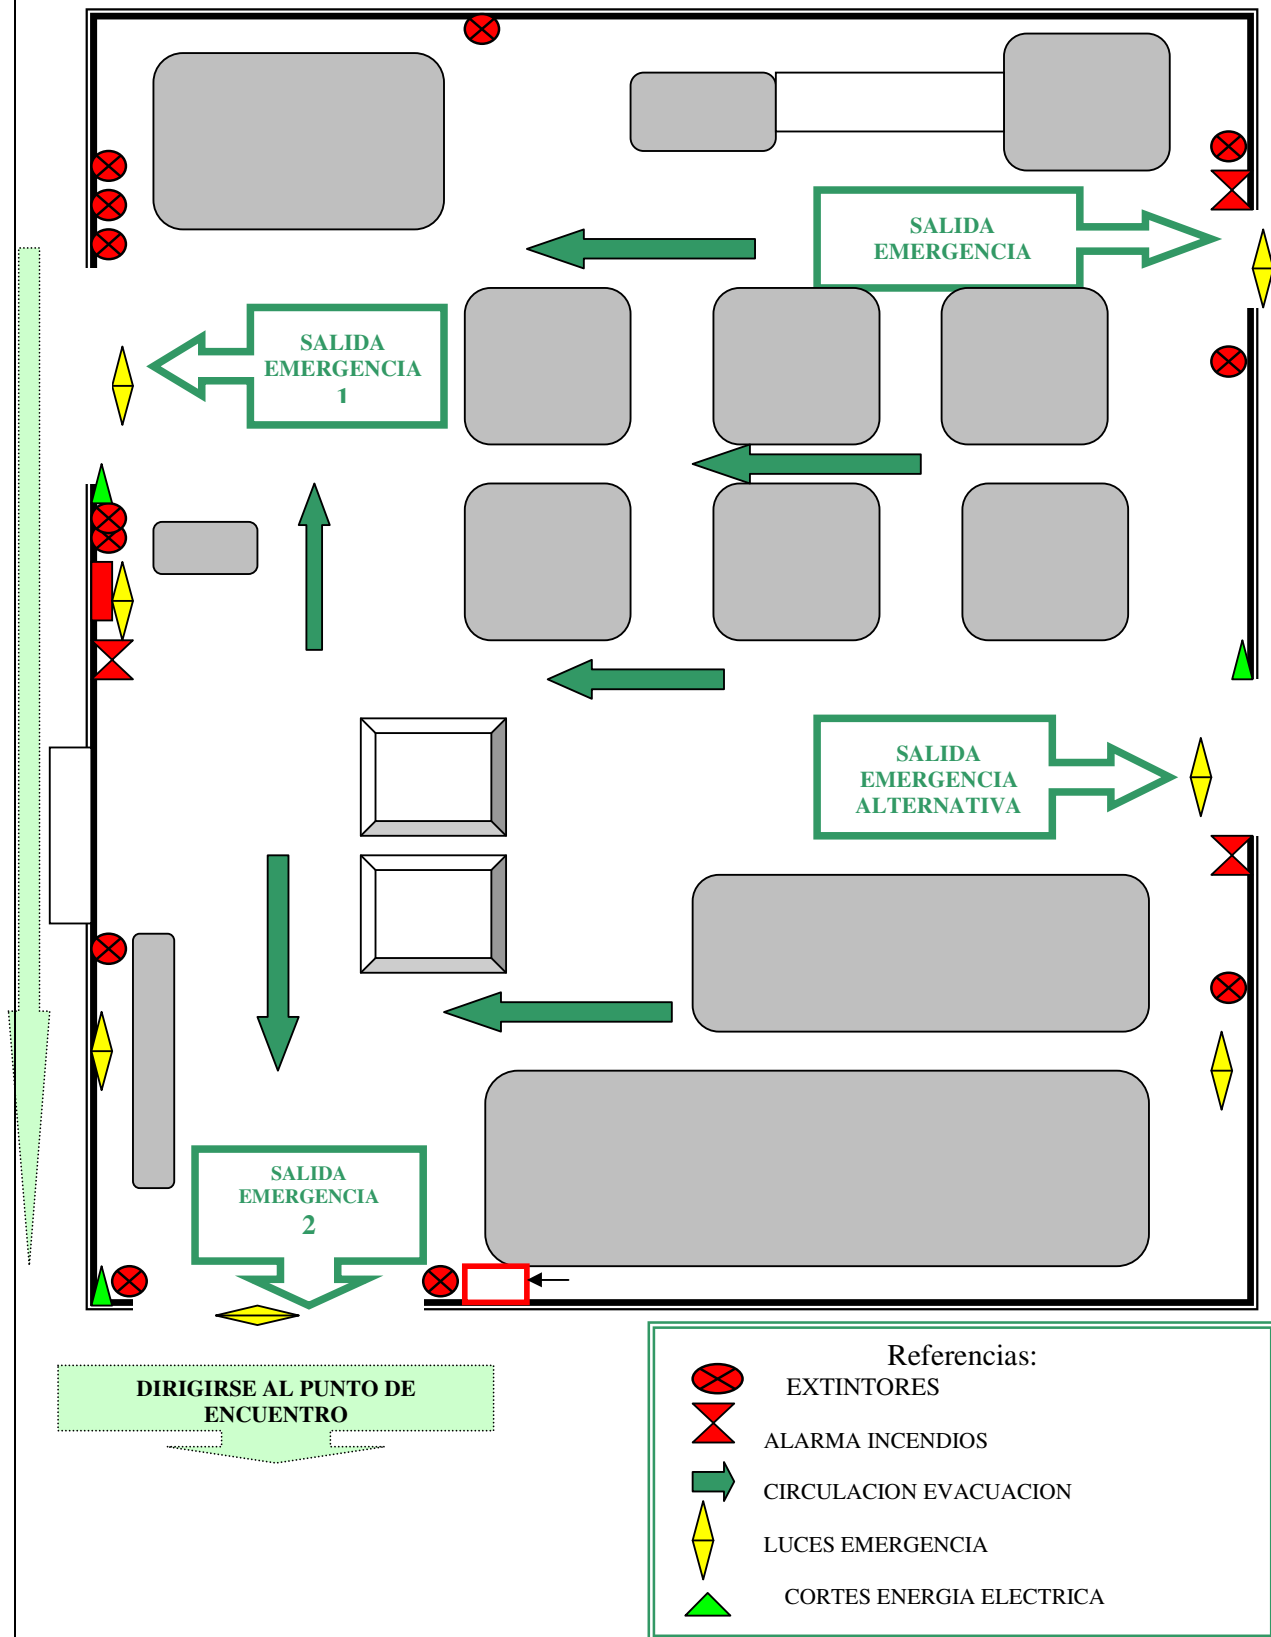 SALIDA
EMERGENCIA
SALIDA
EMERGENCIA
1
SALIDA
EMERGENCIA
ALTERNATIVA
SALIDA
EMERGENCIA
2
DIRIGIRSE AL PUNTO DE
ENCUENTRO
Referencias:
EXTINTORES
ALARMA INCENDIOS
CIRCULACION EVACUACION
LUCES EMERGENCIA
CORTES ENERGIA ELECTRICA